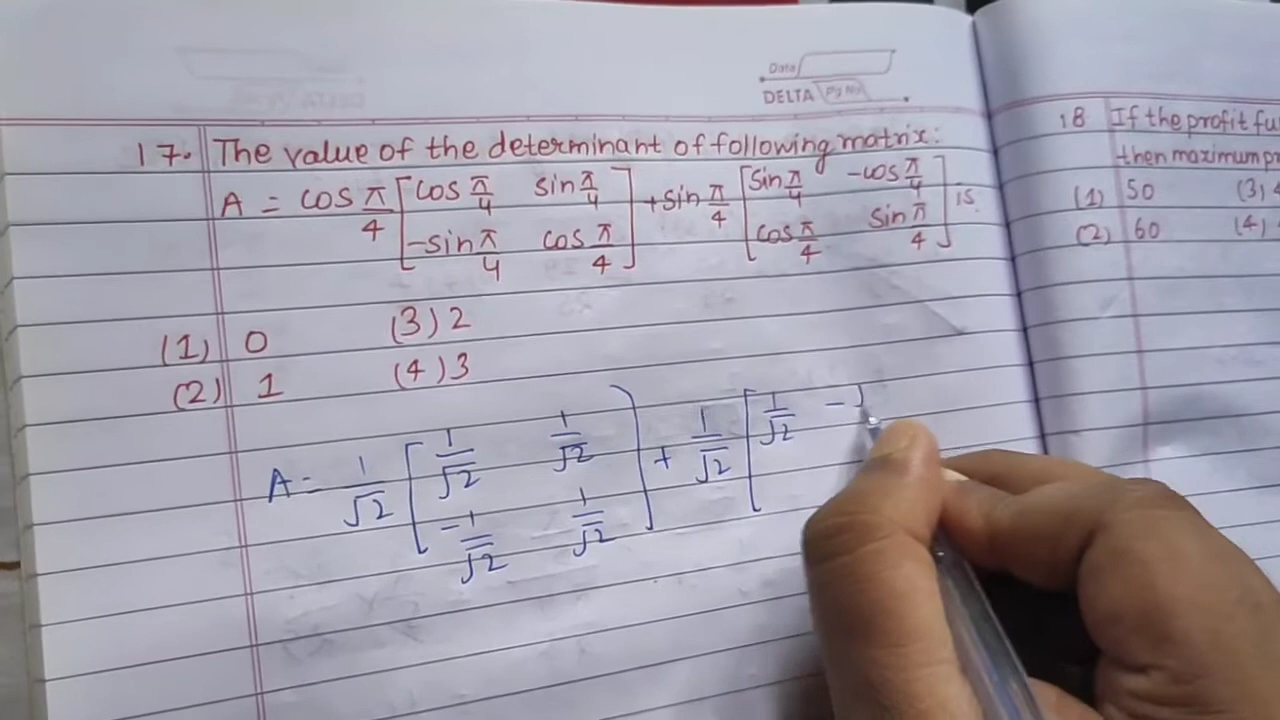 Date
DELTA Pg No
17. The value of the determinant of following matrix:
A = cos π/4 [cos π/4 sin π/4] + sin π/4 [sin π/4 -cos π/4] is
[-sin π/4 cos π/4] [cos π/4 sin π/4]
(1) 0 (3) 2
(2) 1 (4) 3
A = 1/√2 [1/√2 1/√2] + 1/√2 [1/√2 -1
[-1/√2 1/√2]
18 If the profit fu
then maximum p
(1) 50 (3)
(2) 60 (4)